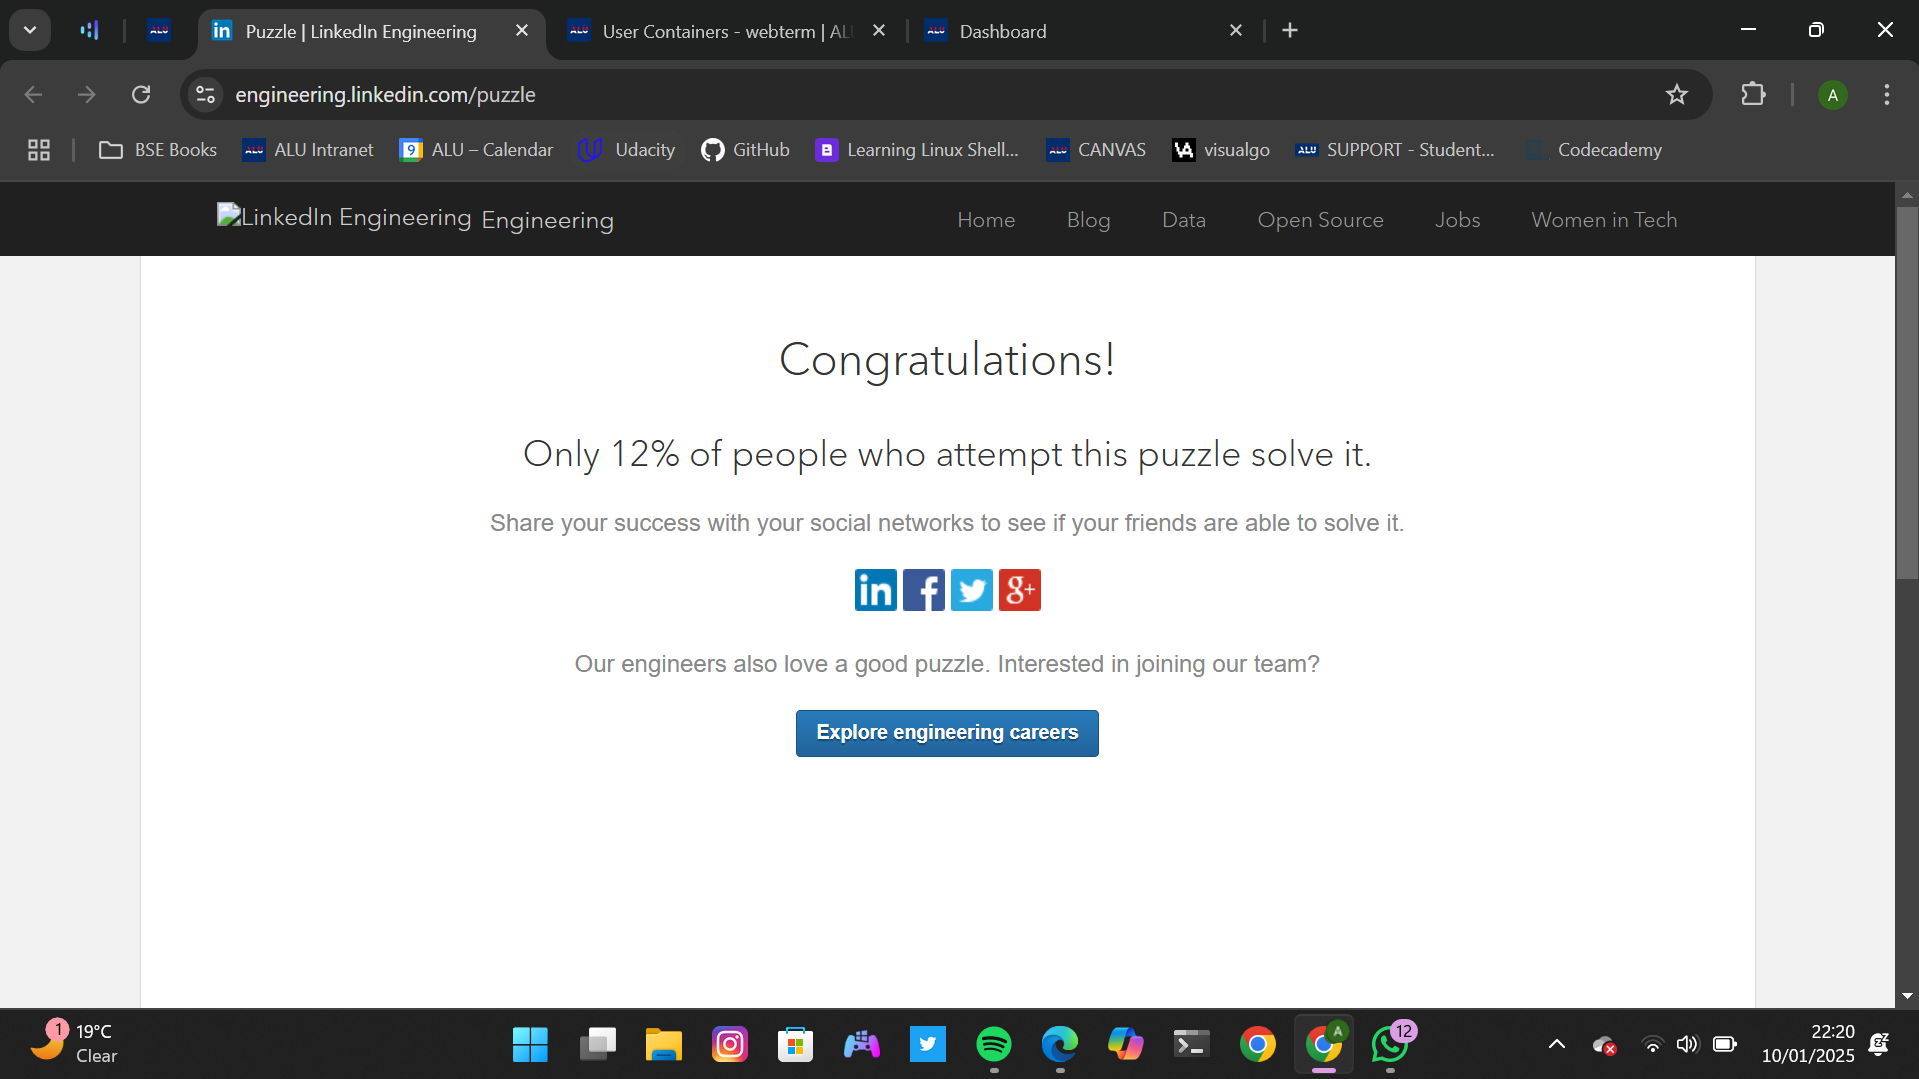 Puzzle | LinkedIn Engineering
User Containers - webterm | AL
Dashboard
engineering.linkedin.com/puzzle
A
BSE Books
ALU Intranet
9
ALU – Calendar
Udacity
GitHub
B
Learning Linux Shell...
CANVAS
visualgo
ALU
SUPPORT - Student...
Codecademy
LinkedIn Engineering
Engineering
Home
Blog
Data
Open Source
Jobs
Women in Tech
Congratulations!
Only 12% of people who attempt this puzzle solve it.
Share your success with your social networks to see if your friends are able to solve it.
in f g+
Our engineers also love a good puzzle. Interested in joining our team?
Explore engineering careers
1
19°C
Clear
A
12
22:20
10/01/2025